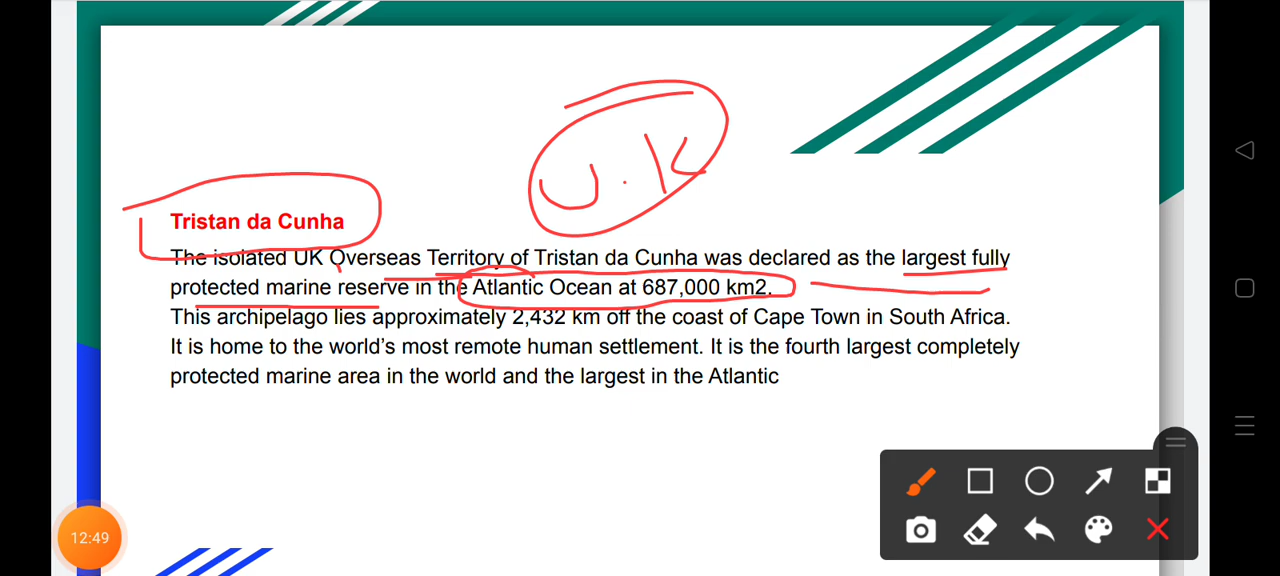 U.K
Tristan da Cunha
The isolated UK Overseas Territory of Tristan da Cunha was declared as the largest fully
protected marine reserve in the Atlantic Ocean at 687,000 km2.
This archipelago lies approximately 2,432 km off the coast of Cape Town in South Africa.
It is home to the world's most remote human settlement. It is the fourth largest completely
protected marine area in the world and the largest in the Atlantic
12:49